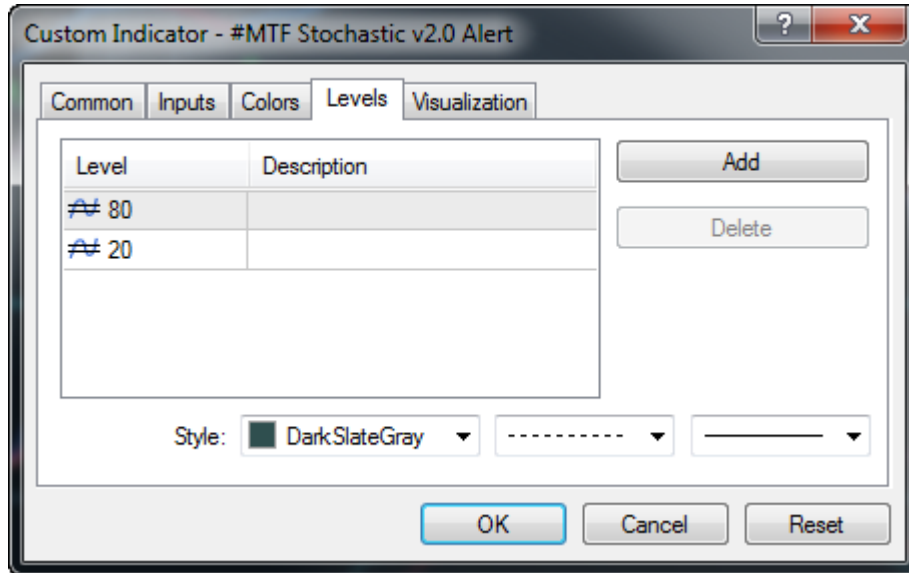 Custom Indicator - #MTF Stochastic v2.0 Alert
?
X
Common Inputs Colors Levels Visualization
Level Description
80
20
Add
Delete
Style: DarkSlateGray
OK Cancel Reset